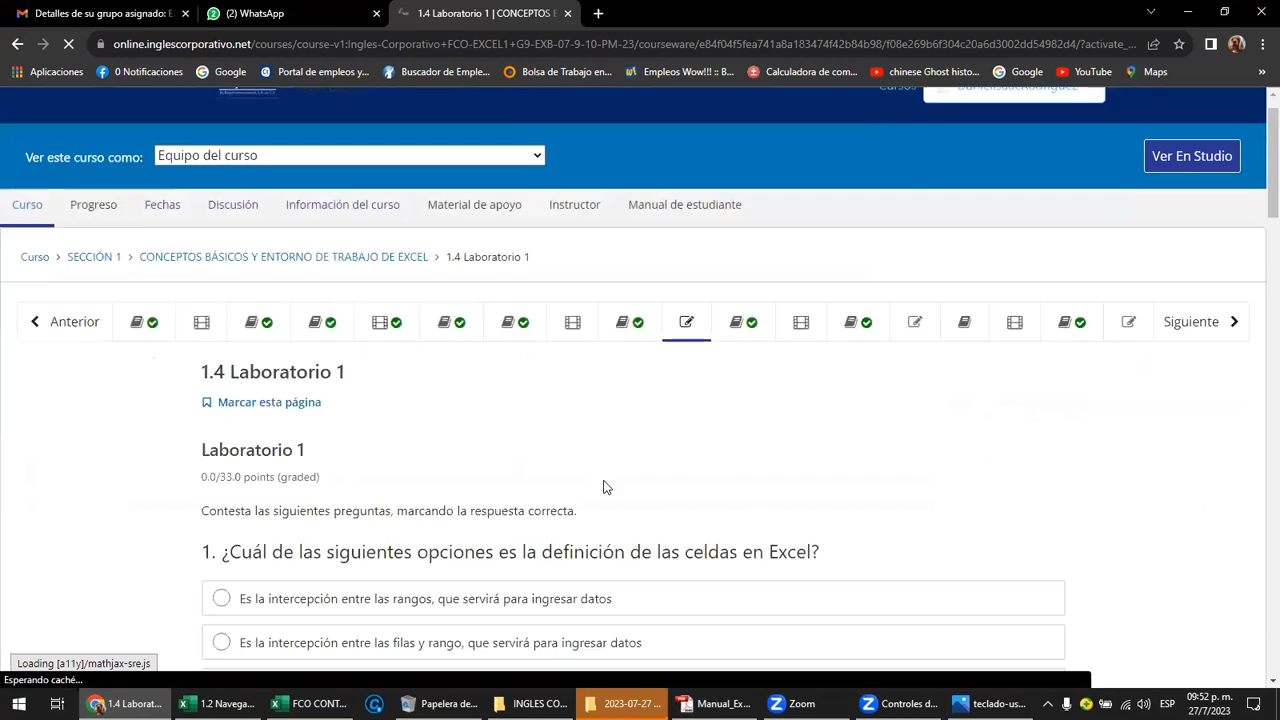 Detalles de su grupo asignado: E
(2) WhatsApp
1.4 Laboratorio 1 | CONCEPTOS E
online.inglescorporativo.net/courses/course-v1:Ingles-Corporativo+FCO-EXCEL1+G9-EXB-07-9-10-PM-23/courseware/e84f04f5fea741a8a183474f42b84b98/f08e269b6f304c20a6d3002dd54982d4/?activate_...
Aplicaciones
0 Notificaciones
Google
Portal de empleos y...
Buscador de Emple...
Bolsa de Trabajo en...
Empleos Wowi! :: B...
Calculadora de com...
chinese Ghost histo...
Google
YouTube
Maps
Cursos
Ver este curso como:
Equipo del curso
Ver En Studio
Curso
Progreso
Fechas
Discusión
Información del curso
Material de apoyo
Instructor
Manual de estudiante
Curso > SECCIÓN 1 > CONCEPTOS BÁSICOS Y ENTORNO DE TRABAJO DE EXCEL > 1.4 Laboratorio 1
Anterior
Siguiente
1.4 Laboratorio 1
Marcar esta página
Laboratorio 1
0.0/33.0 points (graded)
Contesta las siguientes preguntas, marcando la respuesta correcta.
1. ¿Cuál de las siguientes opciones es la definición de las celdas en Excel?
Es la intercepción entre las rangos, que servirá para ingresar datos
Es la intercepción entre las filas y rango, que servirá para ingresar datos
Loading [a11y]/mathjax-sre.js
Esperando caché...
1.4 Laborat...
1.2 Navega...
FCO CONT...
Papelera de...
INGLES CO...
2023-07-27 ...
Manual_Ex...
Zoom
Controles d...
teclado-us...
ESP
09:52 p. m.
27/7/2023